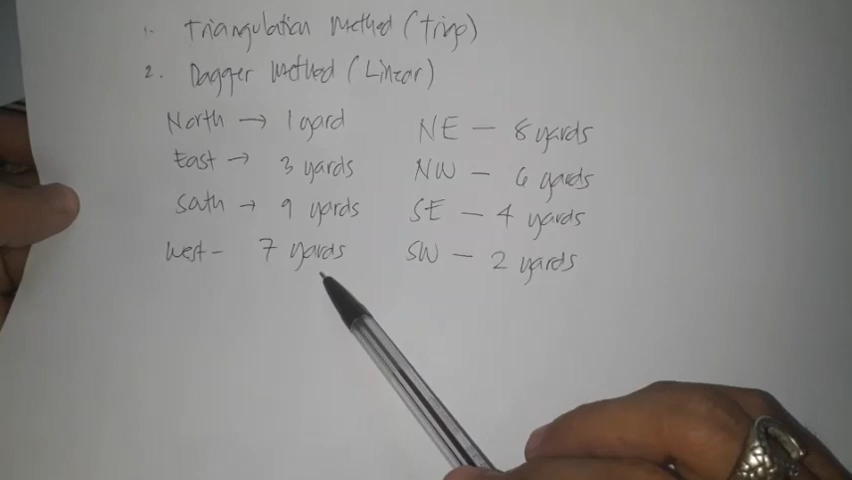 1. Triangulation Method (Trigo)
2. Dagger Method (Linear)
North → 1 yard
East → 3 yards
South → 9 yards
West - 7 yards
NE - 8 yards
NW - 6 yards
SE - 4 yards
SW - 2 yards